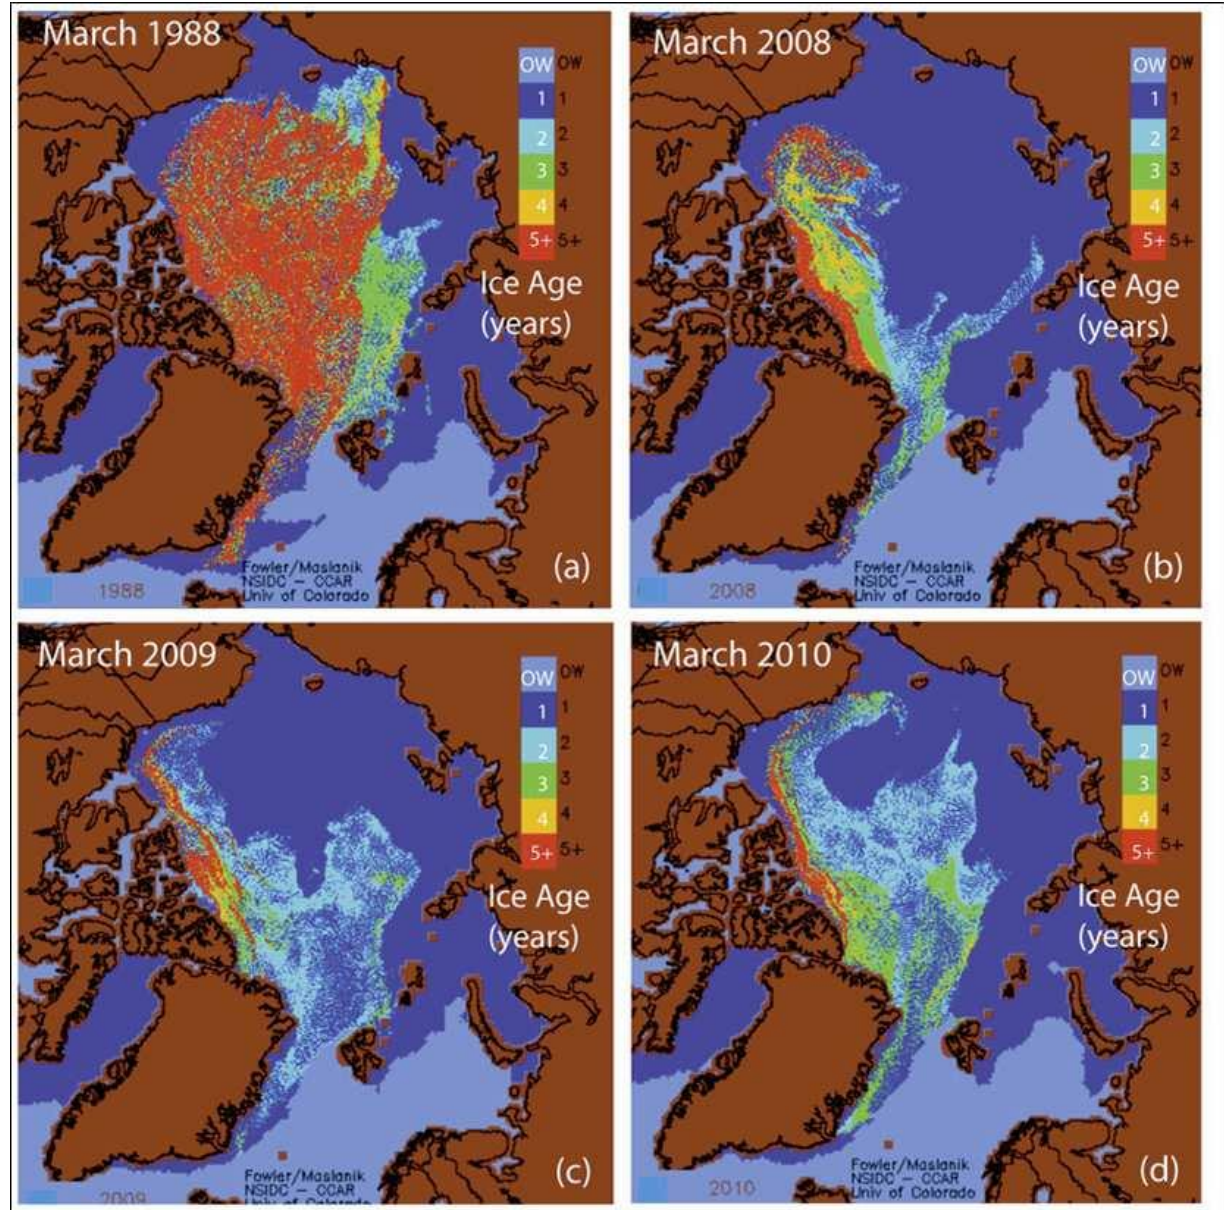 March 1988
OW OW
1 1
2 2
3 3
4 4
5+ 5+
Ice Age
(years)
(a)
Fowler/Maslanik
NSIDC – CCAR
Univ of Colorado
1988
March 2008
OW OW
1 1
2 2
3 3
4 4
5+ 5+
Ice Age
(years)
(b)
Fowler/Maslanik
NSIDC – CCAR
Univ of Colorado
2008
March 2009
OW OW
1 1
2 2
3 3
4 4
5+ 5+
Ice Age
(years)
(c)
Fowler/Maslanik
NSIDC – CCAR
Univ of Colorado
2009
March 2010
OW OW
1 1
2 2
3 3
4 4
5+ 5+
Ice Age
(years)
(d)
Fowler/Maslanik
NSIDC – CCAR
Univ of Colorado
2010